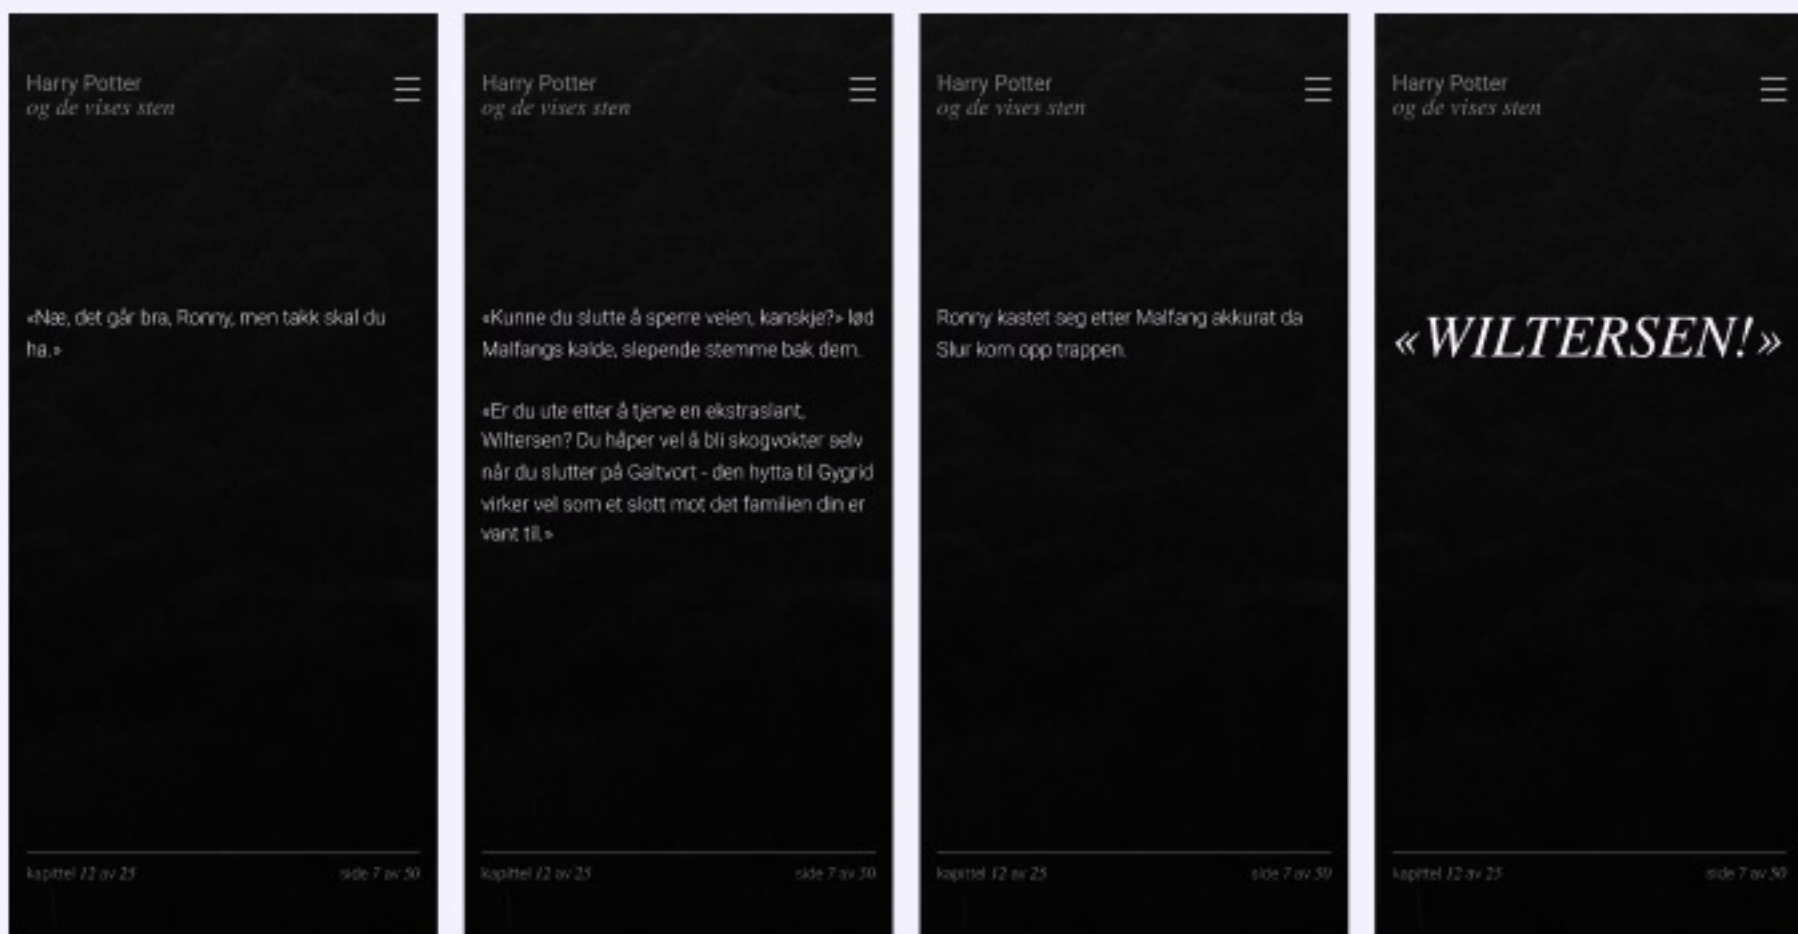 Harry Potter
og de vises sten
«Næ, det går bra, Ronny, men takk skal du
ha.»
kapittel 12 av 25
side 7 av 50
Harry Potter
og de vises sten
«Kunne du slutte å sperre veien, kanskje?» lød
Malfangs kalde, slepende stemme bak dem.
«Er du ute etter å tjene en ekstraslant,
Wiltersen? Du håper vel å bli skogvokter selv
når du slutter på Galtvort - den hytta til Gygrid
virker vel som et slott mot det familien din er
vant til.»
kapittel 12 av 25
side 7 av 50
Harry Potter
og de vises sten
Ronny kastet seg etter Malfang akkurat da
Slur kom opp trappen.
kapittel 12 av 25
side 7 av 50
Harry Potter
og de vises sten
«WILTERSEN!»
kapittel 12 av 25
side 7 av 50